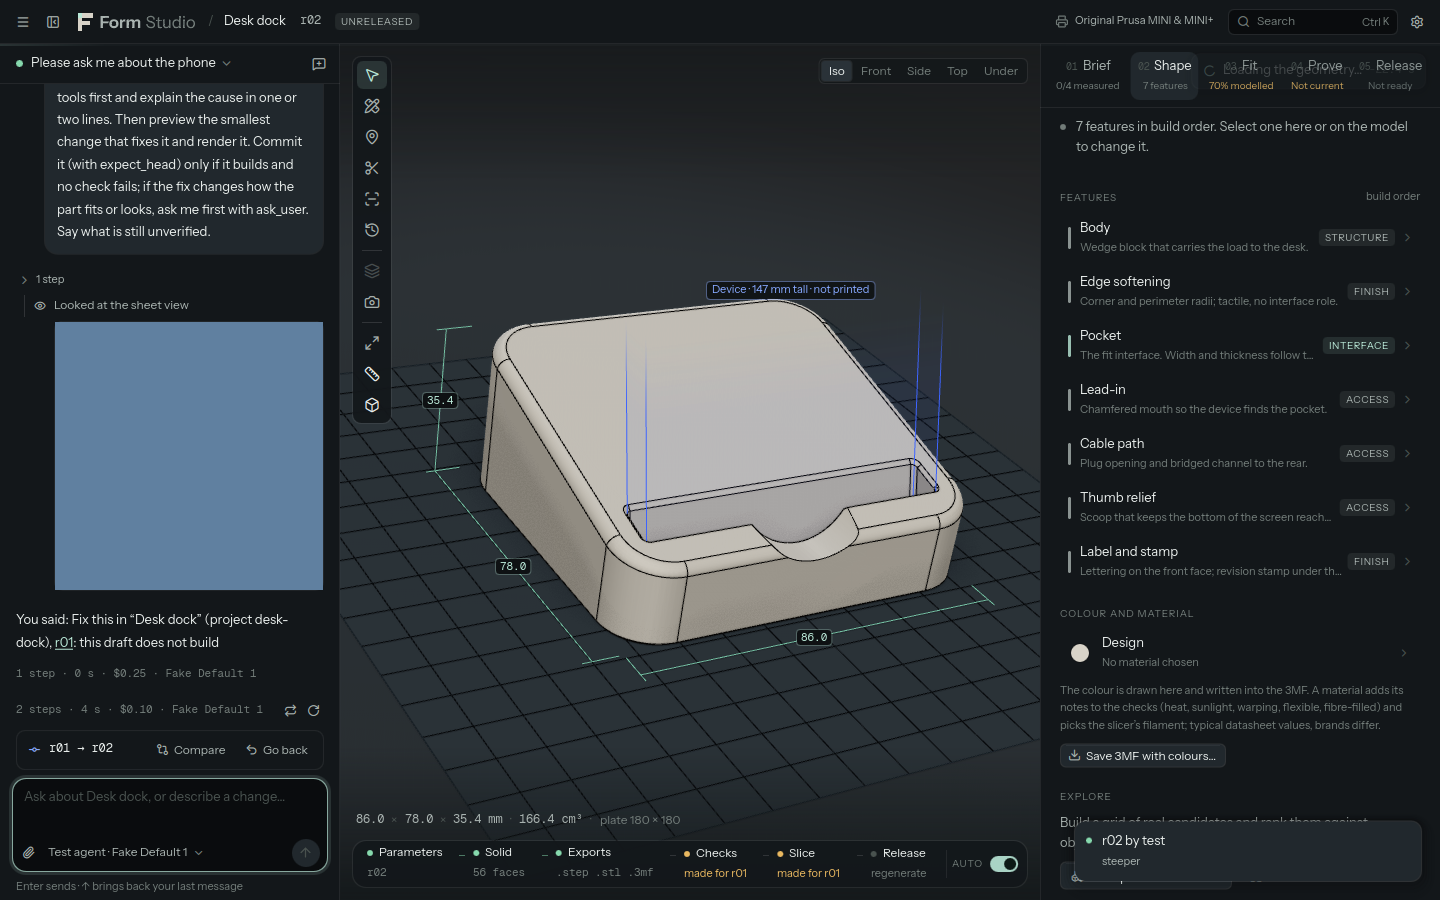 Form Studio / Desk dock r02 UNRELEASED
Original Prusa MINI & MINI+
Search Ctrl K
Please ask me about the phone
tools first and explain the cause in one or
two lines. Then preview the smallest
change that fixes it and render it. Commit
it (with expect_head) only if it builds and
no check fails; if the fix changes how the
part fits or looks, ask me first with ask_user.
Say what is still unverified.
1 step
Looked at the sheet view
You said: Fix this in “Desk dock” (project desk-
dock), r01: this draft does not build
1 step · 0 s · $0.25 · Fake Default 1
2 steps · 4 s · $0.10 · Fake Default 1
r01 → r02
Compare
Go back
Ask about Desk dock, or describe a change...
Test agent · Fake Default 1
Enter sends · ↑ brings back your last message
Iso
Front
Side
Top
Under
Device · 147 mm tall · not printed
35.4
78.0
86.0
86.0 × 78.0 × 35.4 mm · 166.4 cm³ · plate 180 × 180
Parameters
r02
Solid
56 faces
Exports
.step .stl .3mf
Checks
made for r01
Slice
made for r01
Release
regenerate
AUTO
01 Brief
0/4 measured
02 Shape
7 features
Loading the geometry...
Fit
70% modelled
Prove
Not current
05 Release
Not ready
7 features in build order. Select one here or on the model
to change it.
FEATURES
build order
Body
Wedge block that carries the load to the desk.
STRUCTURE
Edge softening
Corner and perimeter radii; tactile, no interface role.
FINISH
Pocket
The fit interface. Width and thickness follow t...
INTERFACE
Lead-in
Chamfered mouth so the device finds the pocket.
ACCESS
Cable path
Plug opening and bridged channel to the rear.
ACCESS
Thumb relief
Scoop that keeps the bottom of the screen reach...
ACCESS
Label and stamp
Lettering on the front face; revision stamp under th...
FINISH
COLOUR AND MATERIAL
Design
No material chosen
The colour is drawn here and written into the 3MF. A material adds its
notes to the checks (heat, sunlight, warping, flexible, fibre-filled) and
picks the slicer's filament; typical datasheet values, brands differ.
Save 3MF with colours...
EXPLORE
r02 by test
steeper